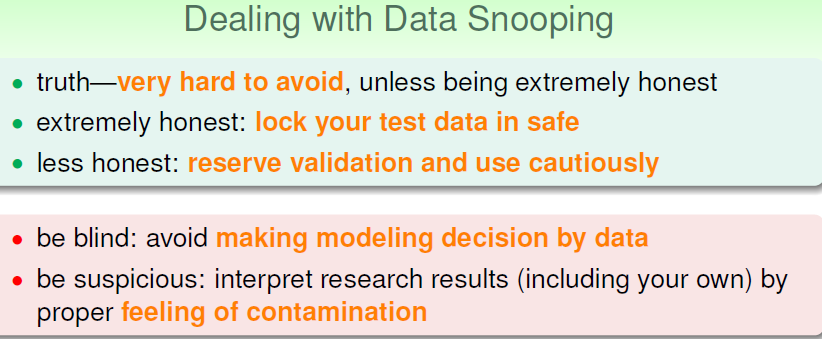 Dealing with Data Snooping
• truth—very hard to avoid, unless being extremely honest
• extremely honest: lock your test data in safe
• less honest: reserve validation and use cautiously
• be blind: avoid making modeling decision by data
• be suspicious: interpret research results (including your own) by
proper feeling of contamination